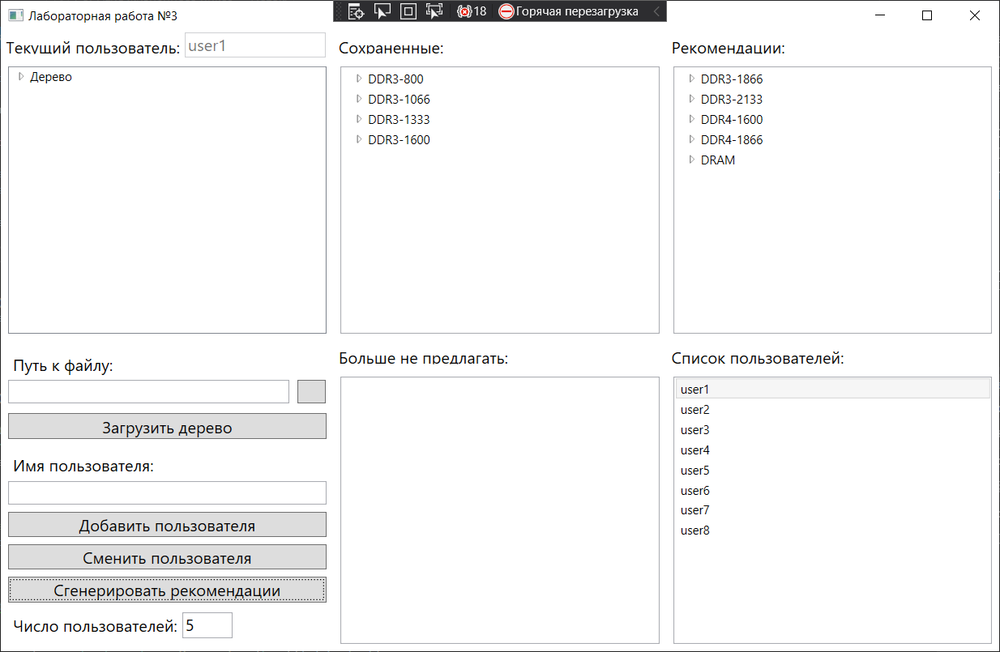 Лабораторная работа №3
18
Горячая перезагрузка
Текущий пользователь:
user1
Дерево
Сохраненные:
DDR3-800
DDR3-1066
DDR3-1333
DDR3-1600
Рекомендации:
DDR3-1866
DDR3-2133
DDR4-1600
DDR4-1866
DRAM
Путь к файлу:
Загрузить дерево
Имя пользователя:
Добавить пользователя
Сменить пользователя
Сгенерировать рекомендации
Число пользователей:
5
Больше не предлагать:
Список пользователей:
user1
user2
user3
user4
user5
user6
user7
user8